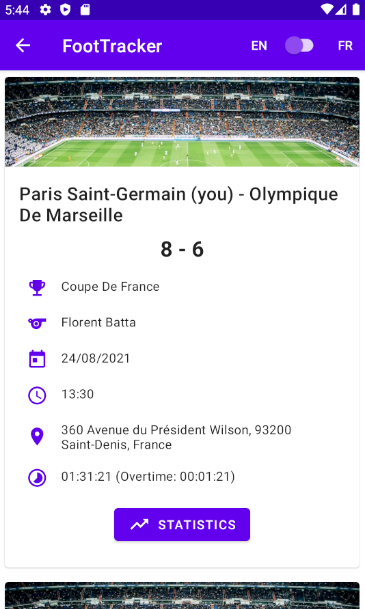 5:44
FootTracker
EN
FR
Paris Saint-Germain (you) - Olympique
De Marseille
8 - 6
Coupe De France
Florent Batta
24/08/2021
13:30
360 Avenue du Président Wilson, 93200
Saint-Denis, France
01:31:21 (Overtime: 00:01:21)
STATISTICS